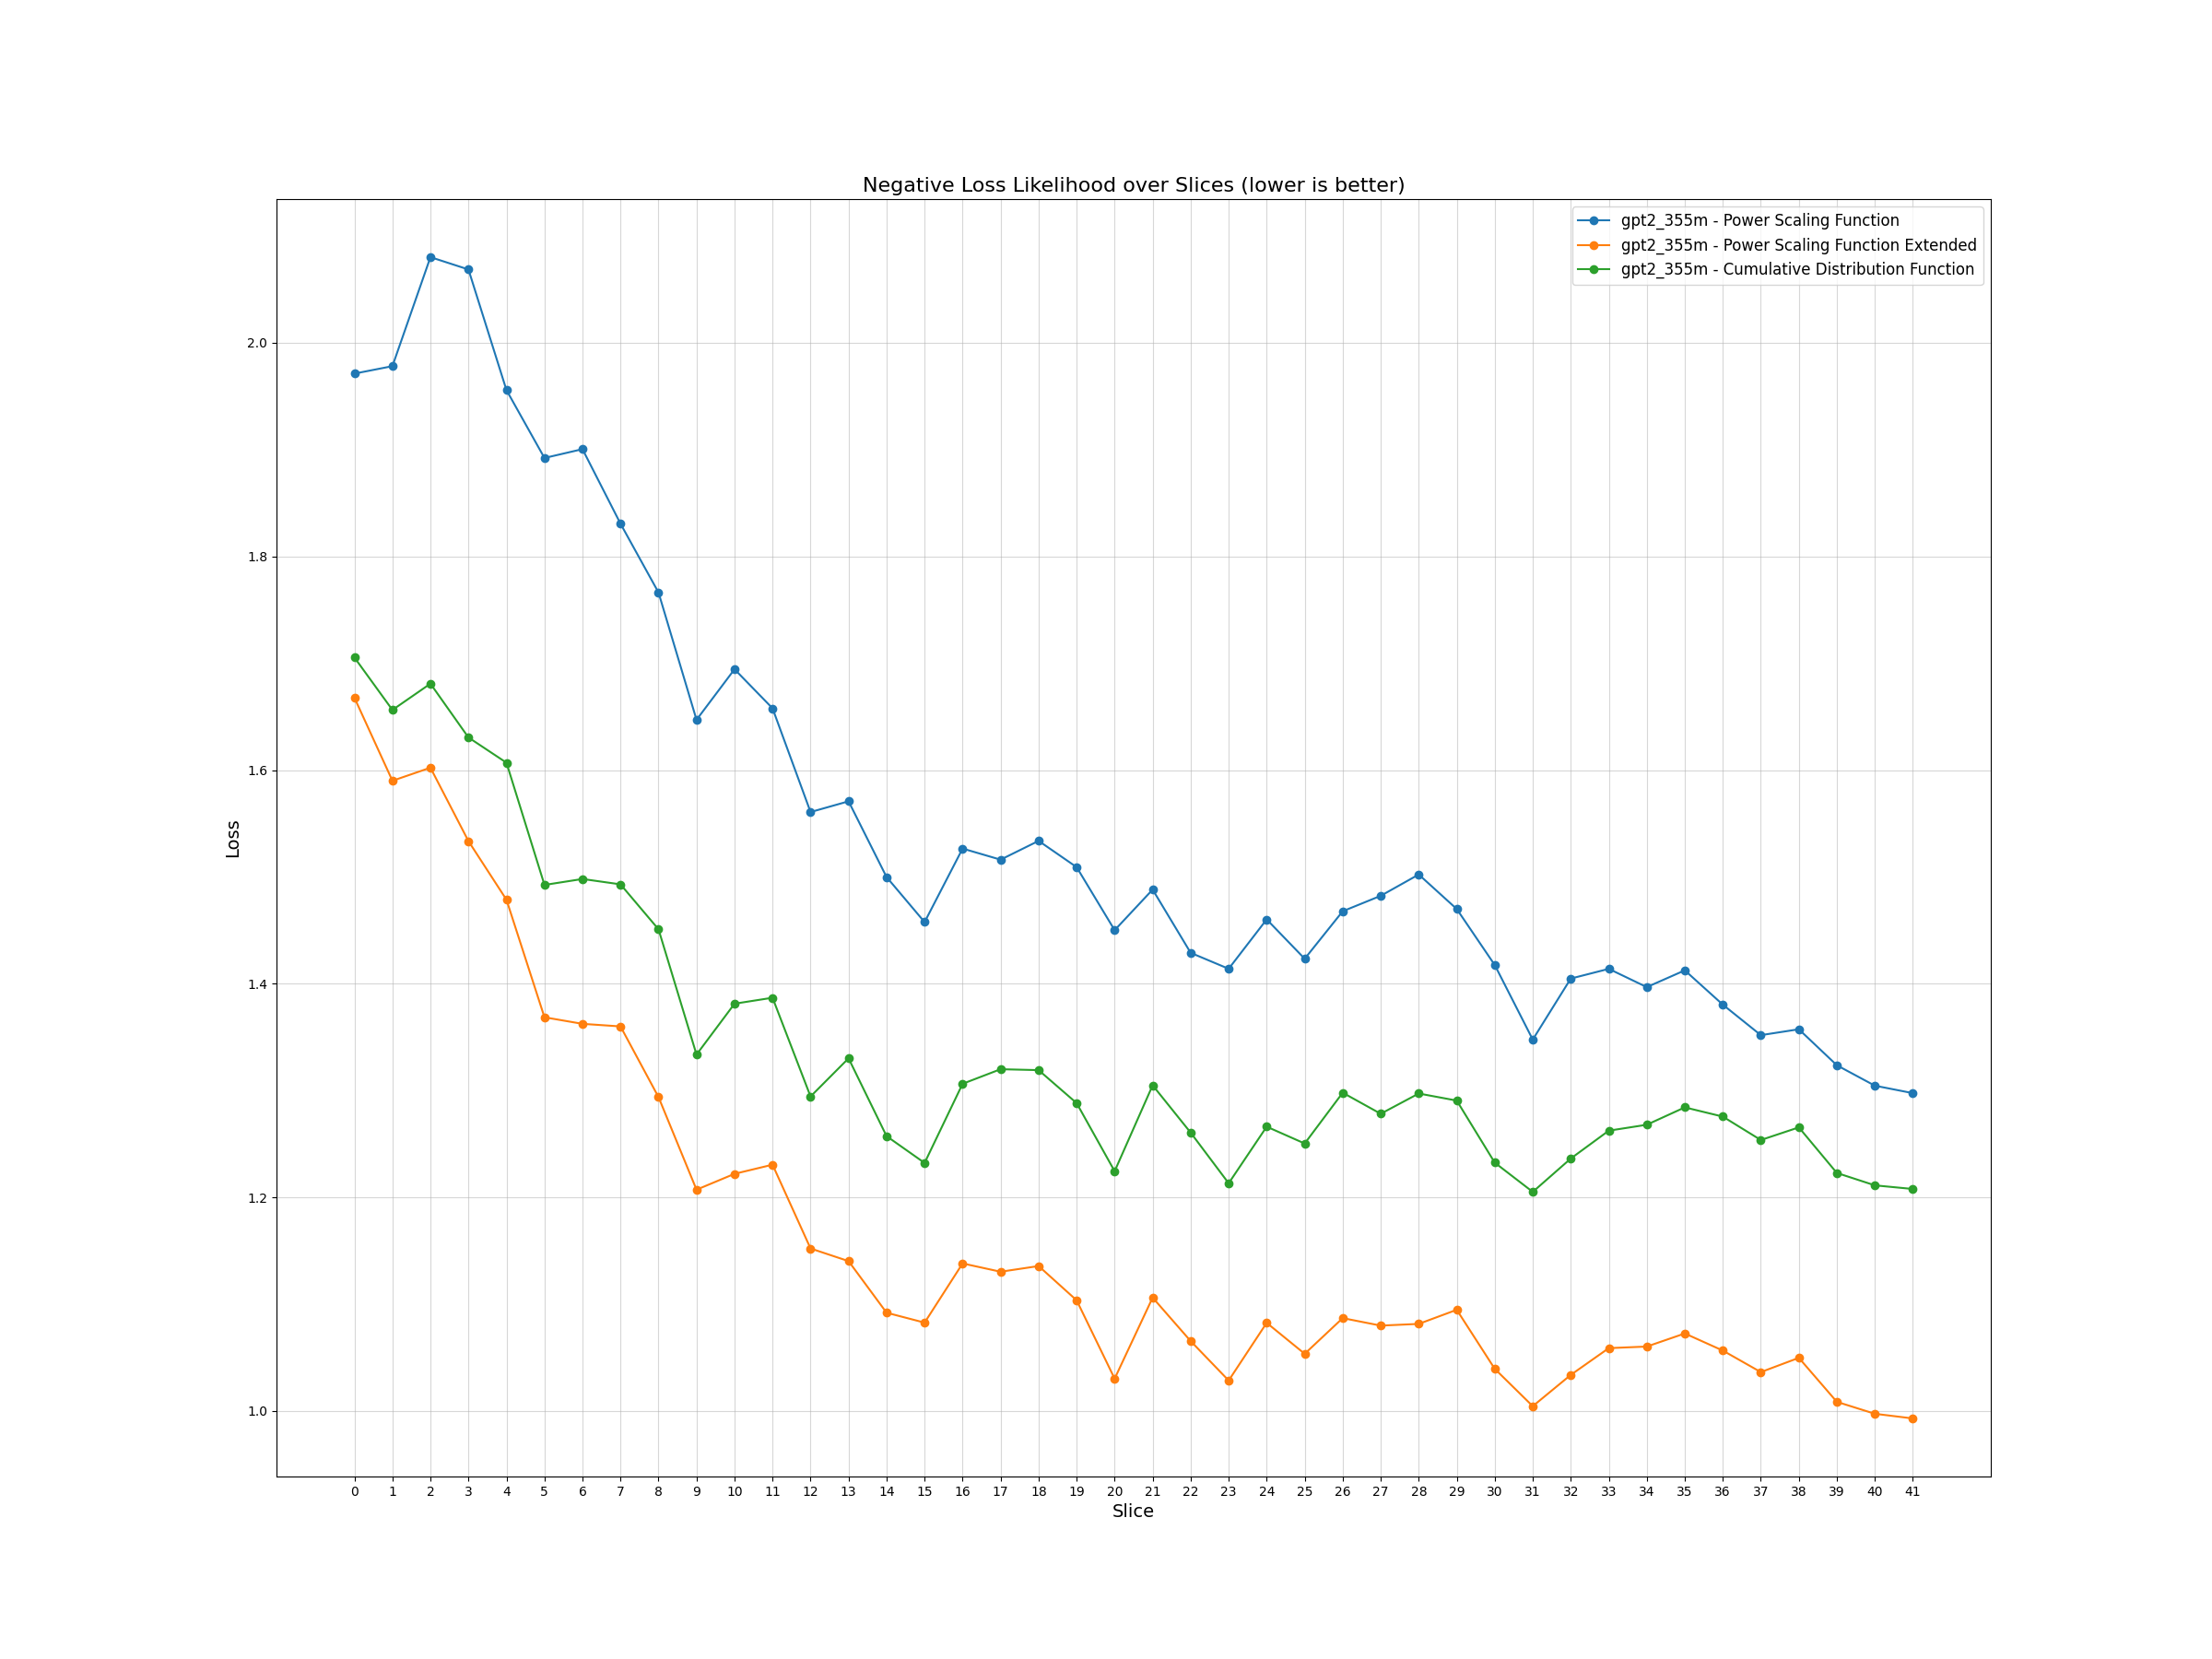 Negative Loss Likelihood over Slices (lower is better)
gpt2_355m - Power Scaling Function
gpt2_355m - Power Scaling Function Extended
gpt2_355m - Cumulative Distribution Function
2.0
1.8
1.6
1.4
1.2
1.0
Loss
0 1 2 3 4 5 6 7 8 9 10 11 12 13 14 15 16 17 18 19 20 21 22 23 24 25 26 27 28 29 30 31 32 33 34 35 36 37 38 39 40 41
Slice